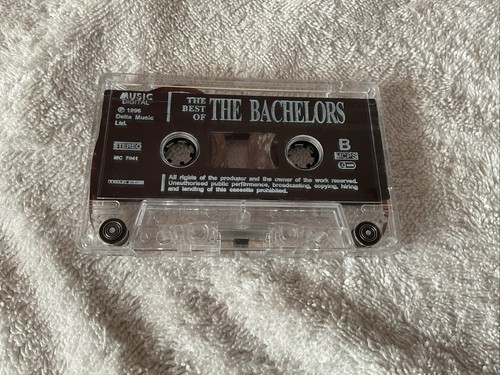 MUSIC
DIGITAL
℗ 1996
Delta Music
Ltd.
THE
BEST
OF
THE BACHELORS
STEREO
MC 7041
B
MCPS
All rights of the producer and the owner of the work reserved.
Unauthorised public performance, broadcasting, copying, hiring
and lending of this cassette prohibited.